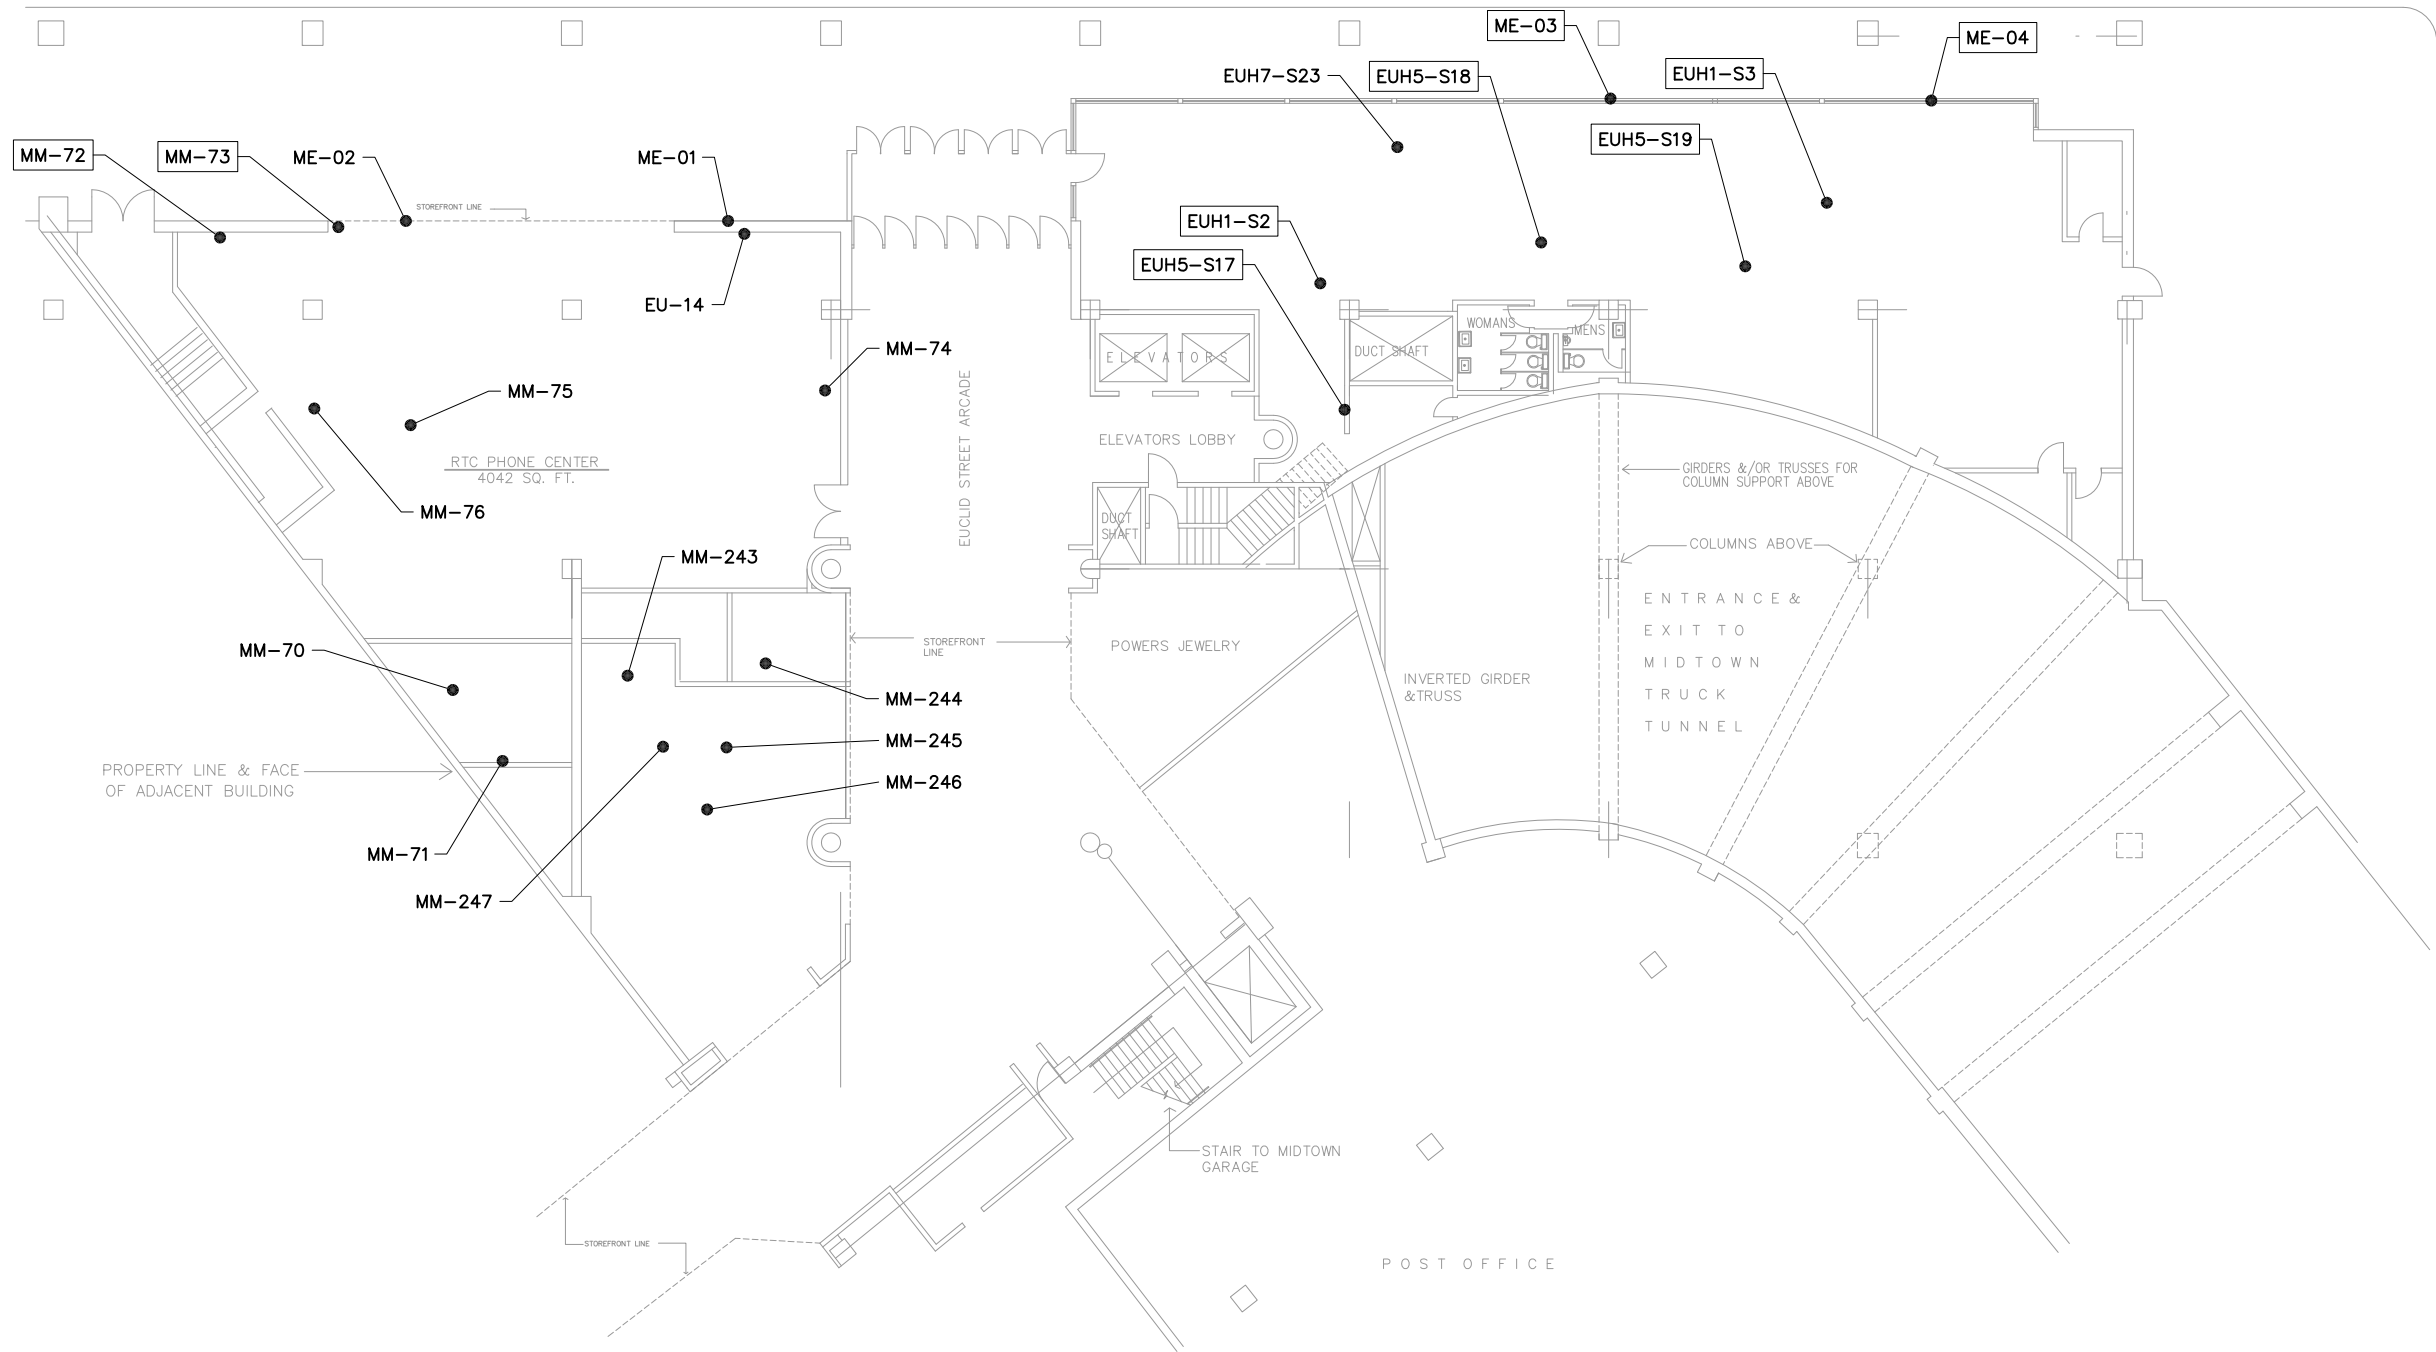 ME-03
ME-04
EUH7-S23
EUH5-S18
EUH1-S3
MM-72
MM-73
ME-02
ME-01
EUH5-S19
STOREFRONT LINE
EUH1-S2
EUH5-S17
EU-14
WOMANS
MENS
MM-74
ELEVATORS
DUCT SHAFT
MM-75
EUCLID STREET ARCADE
ELEVATORS LOBBY
RTC PHONE CENTER
4042 SQ. FT.
GIRDERS &/OR TRUSSES FOR
COLUMN SUPPORT ABOVE
MM-76
DUCT
SHAFT
COLUMNS ABOVE
MM-243
ENTRANCE &
EXIT TO
MIDTOWN
TRUCK
TUNNEL
MM-70
STOREFRONT
LINE
POWERS JEWELRY
INVERTED GIRDER
&TRUSS
MM-244
MM-245
PROPERTY LINE & FACE
OF ADJACENT BUILDING
MM-246
MM-71
MM-247
STAIR TO MIDTOWN
GARAGE
STOREFRONT LINE
POST OFFICE